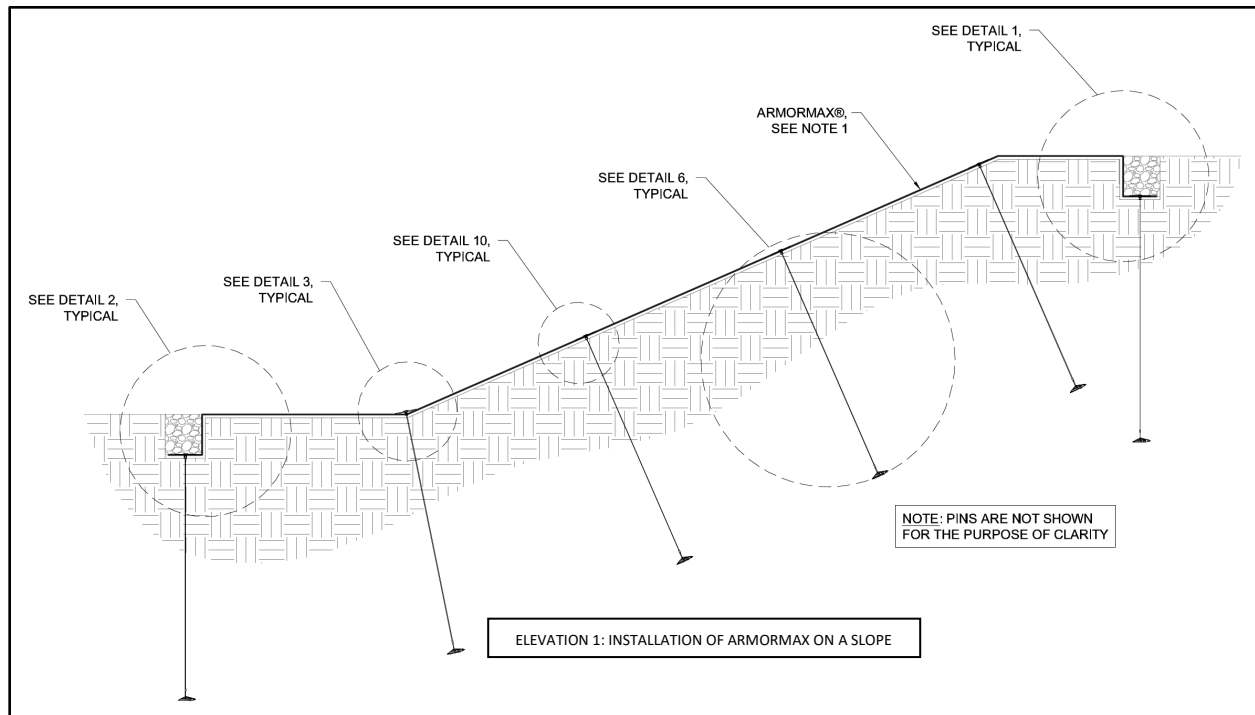 SEE DETAIL 1,
TYPICAL
ARMORMAX®,
SEE NOTE 1
SEE DETAIL 6,
TYPICAL
SEE DETAIL 10,
TYPICAL
SEE DETAIL 3,
TYPICAL
SEE DETAIL 2,
TYPICAL
NOTE: PINS ARE NOT SHOWN
FOR THE PURPOSE OF CLARITY
ELEVATION 1: INSTALLATION OF ARMORMAX ON A SLOPE